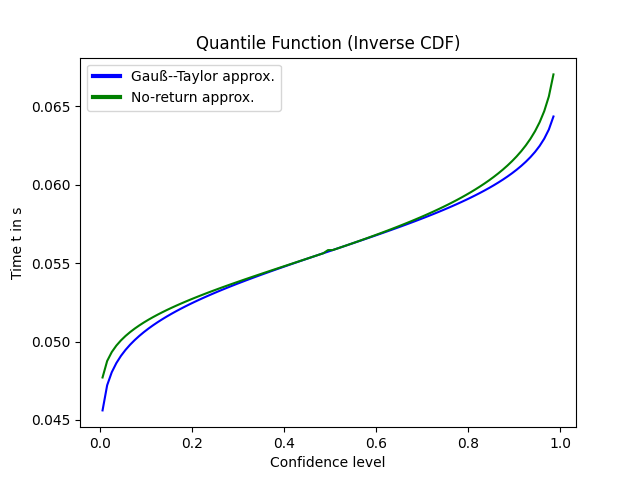 Quantile Function (Inverse CDF)
Gauß--Taylor approx.
No-return approx.
0.065
0.060
0.055
0.050
0.045
Time t in s
0.0 0.2 0.4 0.6 0.8 1.0
Confidence level